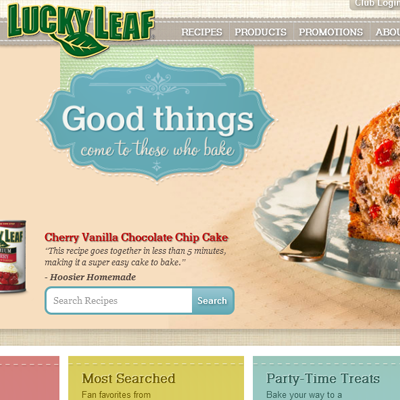 Club Login
LUCKY LEAF
RECIPES PRODUCTS PROMOTIONS
Good things
come to those who bake
LEAF
Cherry Vanilla Chocolate Chip Cake
"This recipe goes together in less than 5 minutes,
making it a super easy cake to bake."
- Hoosier Homemade
Search Recipes Search
Most Searched Party-Time Treats
Fan favorites from Bake your way to a